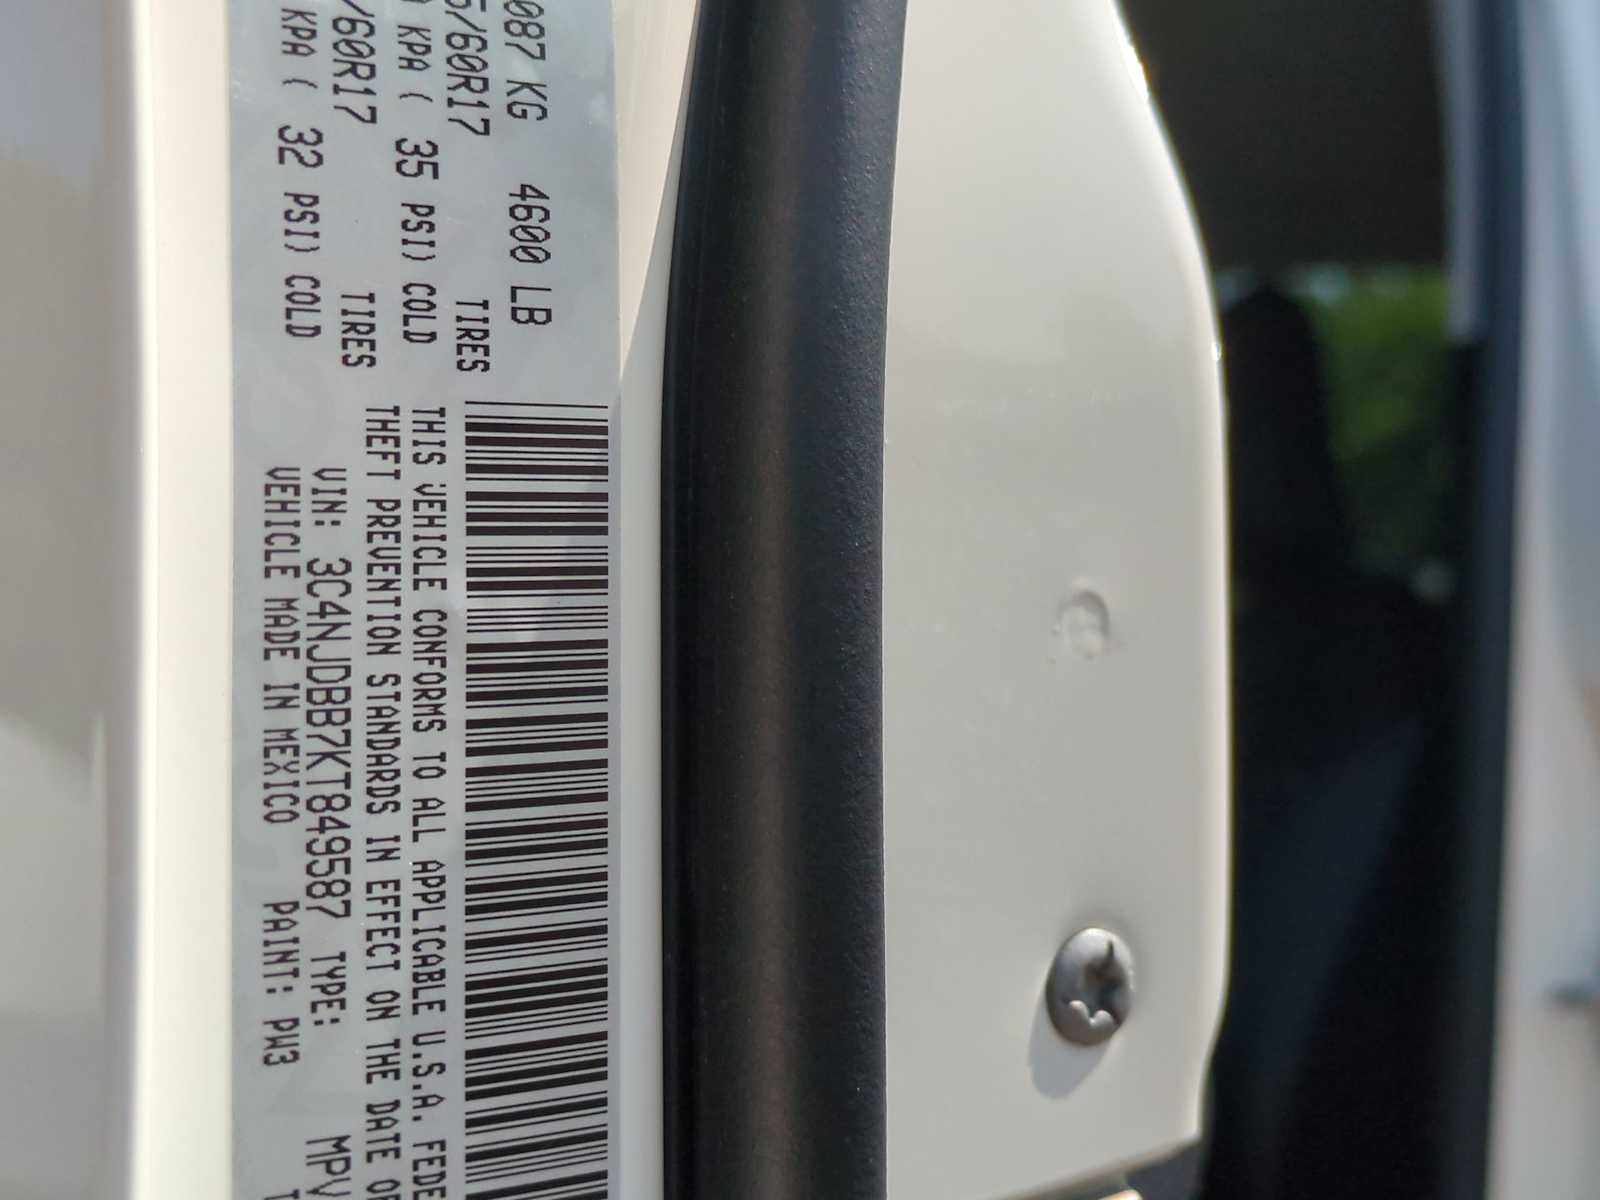 087 KG 4600 LB
5/60R17 TIRES
KPA ( 35 PSI) COLD
/60R17 TIRES
KPA ( 32 PSI) COLD
THIS VEHICLE CONFORMS TO ALL APPLICABLE U.S.A. FEDE
THEFT PREVENTION STANDARDS IN EFFECT ON THE DATE OF
VIN: 3C4NJDBB7KT849587 TYPE: MPV
VEHICLE MADE IN MEXICO PAINT: PW3